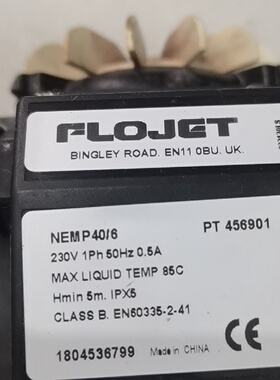 FLOJET
BINGLEY ROAD. EN11 0BU. UK.
NEMP40/6
PT 456901
230V 1Ph 50Hz 0.5A
MAX LIQUID TEMP 85C
Hmin 5m. IPX5
CLASS B. EN60335-2-41
CE
1804536799
Made in CHINA